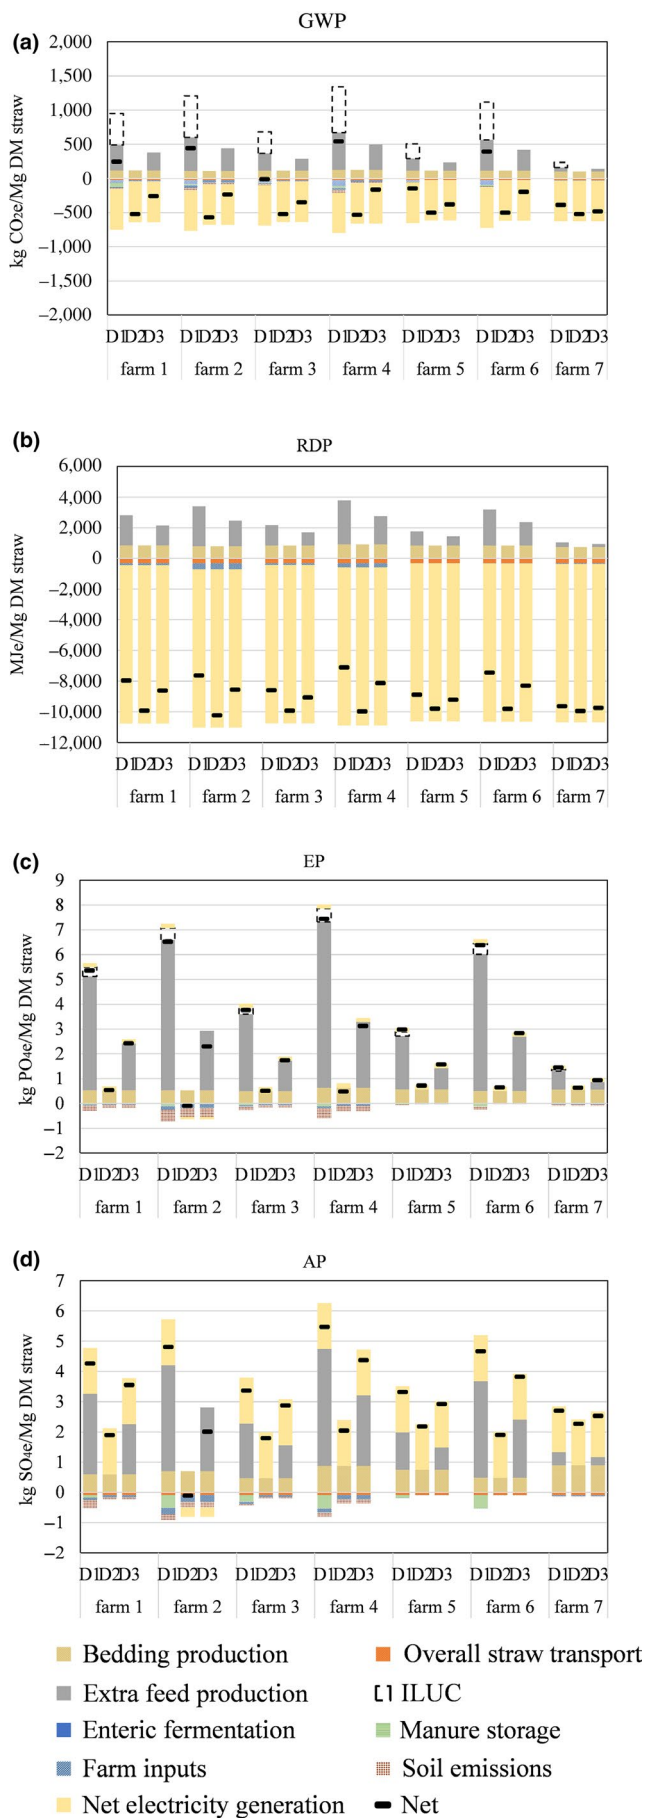 GWP
(a)
2,000
1,500
1,000
500
0
−500
−1,000
−1,500
−2,000
kg CO2e/Mg DM straw
D1D2D3 D1D2D3 D1D2D3 D1D2D3 D1D2D3 D1D2D3 D1D2D3
farm 1 farm 2 farm 3 farm 4 farm 5 farm 6 farm 7
(b)
RDP
6,000
4,000
2,000
0
−2,000
−4,000
−6,000
−8,000
−10,000
−12,000
MJe/Mg DM straw
D1D2D3 D1D2D3 D1D2D3 D1D2D3 D1D2D3 D1D2D3 D1D2D3
farm 1 farm 2 farm 3 farm 4 farm 5 farm 6 farm 7
(c)
EP
9
8
7
6
5
4
3
2
1
0
−1
−2
kg PO4e/Mg DM straw
D1D2D3 D1D2D3 D1D2D3 D1D2D3 D1D2D3 D1D2D3 D1D2D3
farm 1 farm 2 farm 3 farm 4 farm 5 farm 6 farm 7
(d)
AP
7
6
5
4
3
2
1
0
−1
−2
kg SO4e/Mg DM straw
D1D2D3 D1D2D3 D1D2D3 D1D2D3 D1D2D3 D1D2D3 D1D2D3
farm 1 farm 2 farm 3 farm 4 farm 5 farm 6 farm 7
Bedding production Overall straw transport
Extra feed production ILUC
Enteric fermentation Manure storage
Farm inputs Soil emissions
Net electricity generation Net